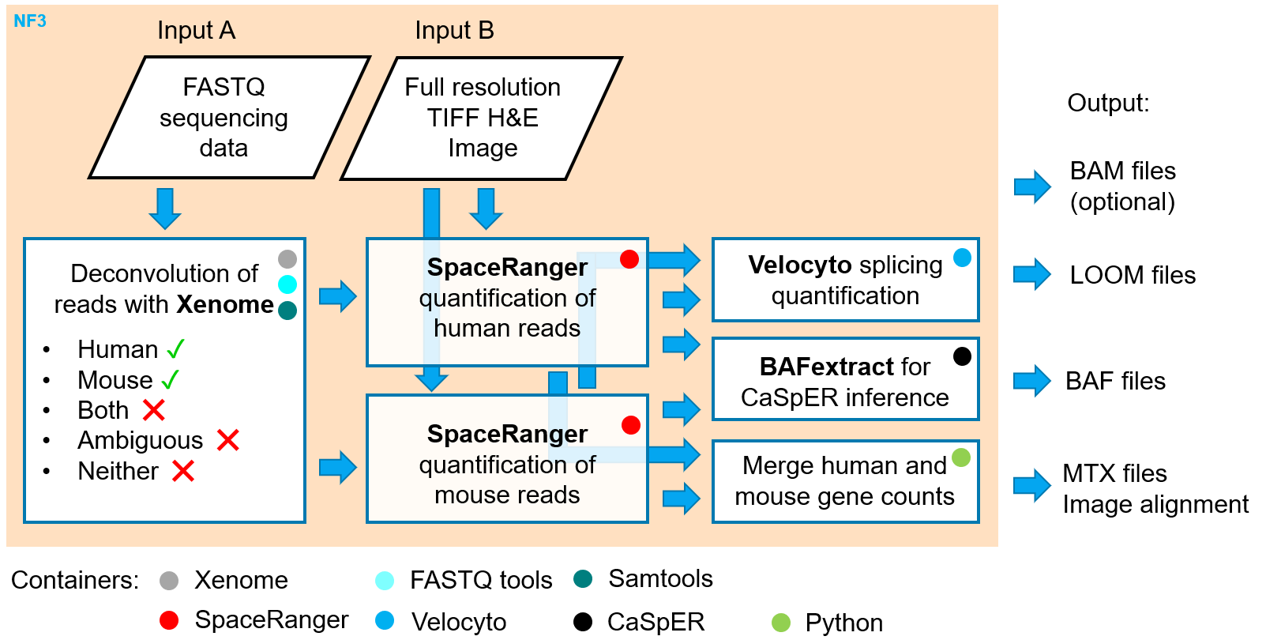 NF3
Input A
Input B
FASTQ
sequencing
data
Full resolution
TIFF H&E
Image
Deconvolution of
reads with Xenome
• Human ✓
• Mouse ✓
• Both ❌
• Ambiguous ❌
• Neither ❌
SpaceRanger
quantification of
human reads
SpaceRanger
quantification of
mouse reads
Velocyto splicing
quantification
BAFextract for
CaSpER inference
Merge human and
mouse gene counts
Output:
BAM files
(optional)
LOOM files
BAF files
MTX files
Image alignment
Containers:
Xenome
FASTQ tools
Samtools
SpaceRanger
Velocyto
CaSpER
Python